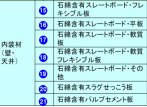 内装材
(壁・
天井)
⑮ 石綿含有スレートボード・フレ
キシブル板
⑯ 石綿含有スレートボード・平板
⑰ 石綿含有スレートボード・軟質
板
⑱ 石綿含有スレートボード・軟質
フレキシブル板
⑲ 石綿含有スレートボード・その
他
⑳ 石綿含有スラグせっこう板
㉑ 石綿含有パルプセメント板